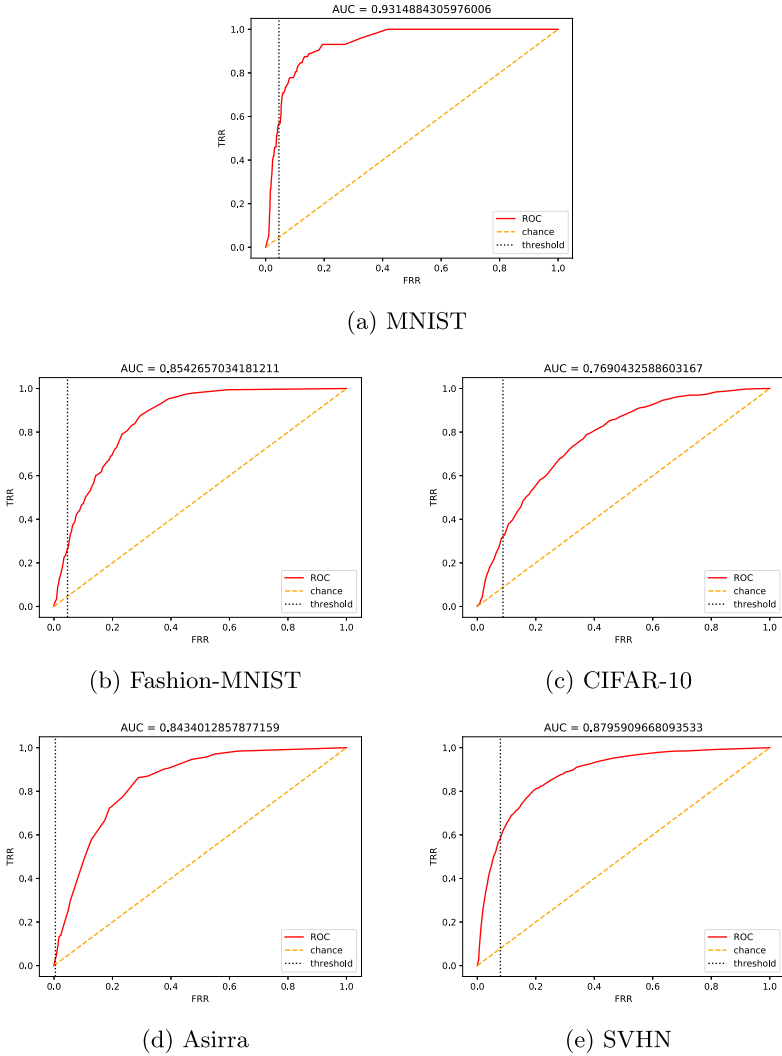 AUC = 0.9314884305976006
1.0
0.8
0.6
TRR
0.4
0.2
0.0
ROC
chance
threshold
0.0 0.2 0.4 0.6 0.8 1.0
FRR
(a) MNIST
AUC = 0.8542657034181211
1.0
0.8
0.6
TRR
0.4
0.2
0.0
ROC
chance
threshold
0.0 0.2 0.4 0.6 0.8 1.0
FRR
(b) Fashion-MNIST
AUC = 0.7690432588603167
1.0
0.8
0.6
TRR
0.4
0.2
0.0
ROC
chance
threshold
0.0 0.2 0.4 0.6 0.8 1.0
FRR
(c) CIFAR-10
AUC = 0.8434012857877159
1.0
0.8
0.6
TRR
0.4
0.2
0.0
ROC
chance
threshold
0.0 0.2 0.4 0.6 0.8 1.0
FRR
(d) Asirra
AUC = 0.8795909668093533
1.0
0.8
0.6
TRR
0.4
0.2
0.0
ROC
chance
threshold
0.0 0.2 0.4 0.6 0.8 1.0
FRR
(e) SVHN